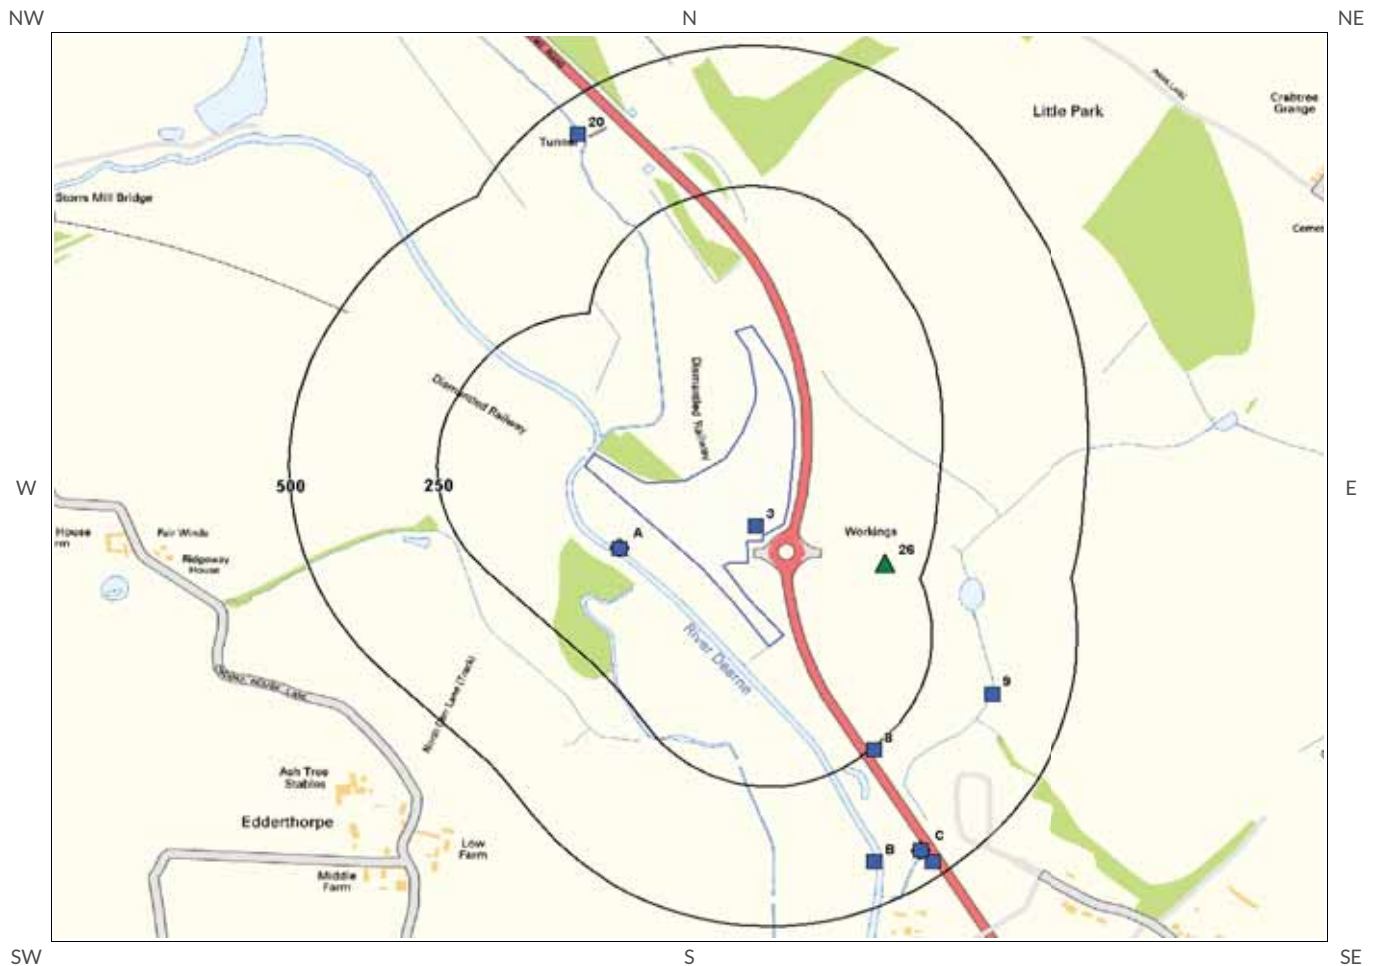 NW
N
NE
Little Park
Crabtree
Grange
20
Tunnel
Storrs Mill Bridge
Dismantled Railway
Dismantled Railway
500
250
W
E
3
A
Workings
26
House
Fair Winds
Ridgeway
House
River Dearne
9
8
Lane (Track)
Ash Tree
Stables
Edderthorpe
Low
Farm
Middle
Farm
B
C
SW
S
SE